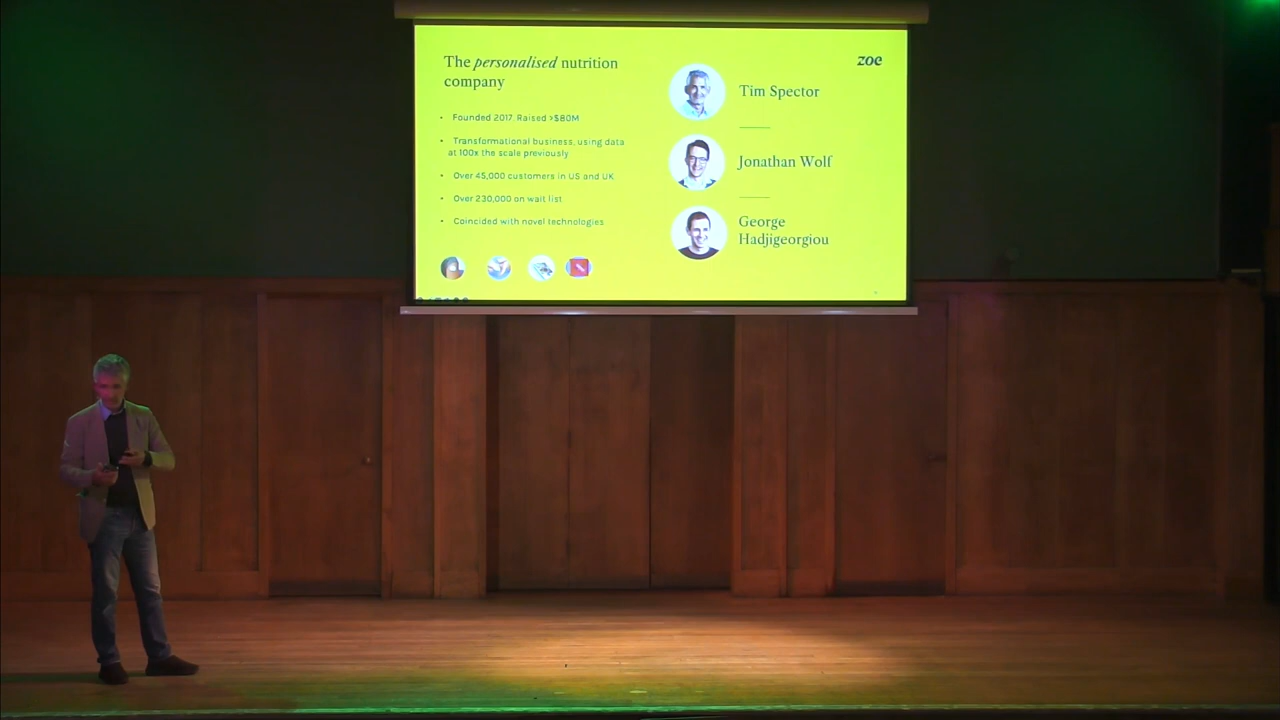 The personalised nutrition
company
• Founded 2017. Raised >$80M
• Transformational business, using data
at 100x the scale previously
• Over 45,000 customers in US and UK
• Over 230,000 on wait list
• Coincided with novel technologies
zoe
Tim Spector
Jonathan Wolf
George
Hadjigeorgiou